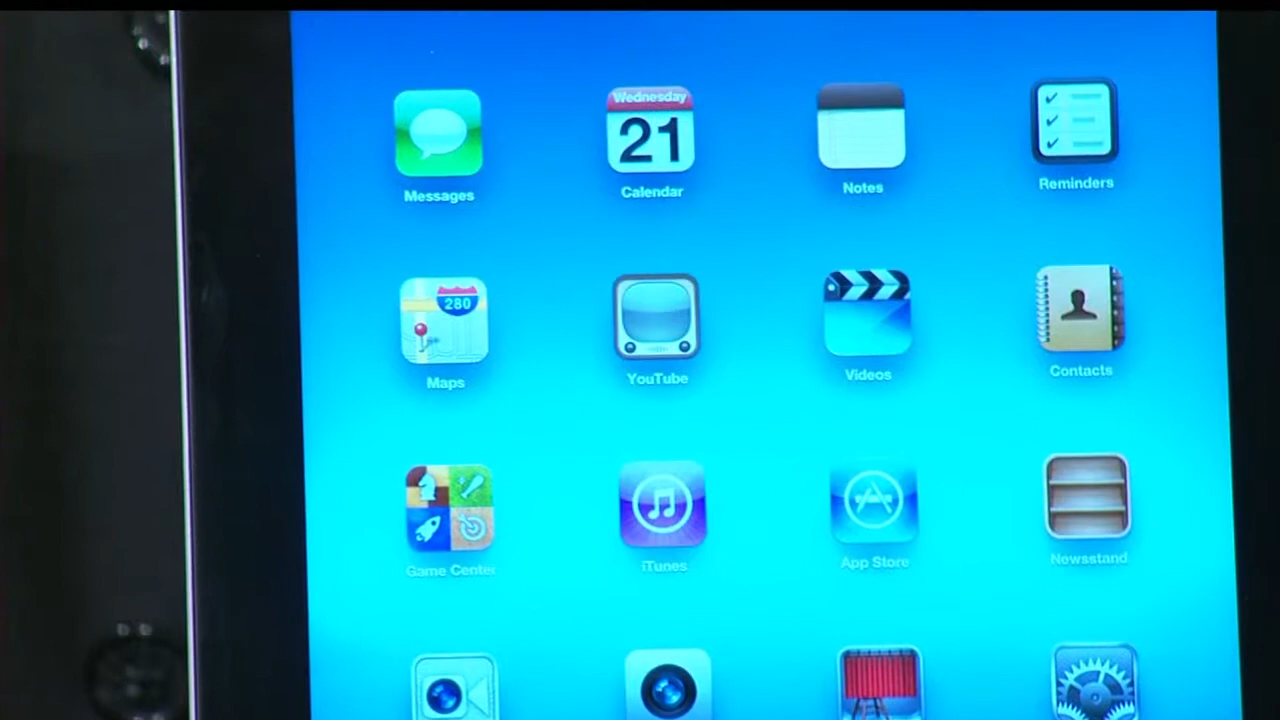 Wednesday
21
Messages
Calendar
Notes
Reminders
280
Maps
YouTube
Videos
Contacts
Game Center
iTunes
App Store
Newsstand